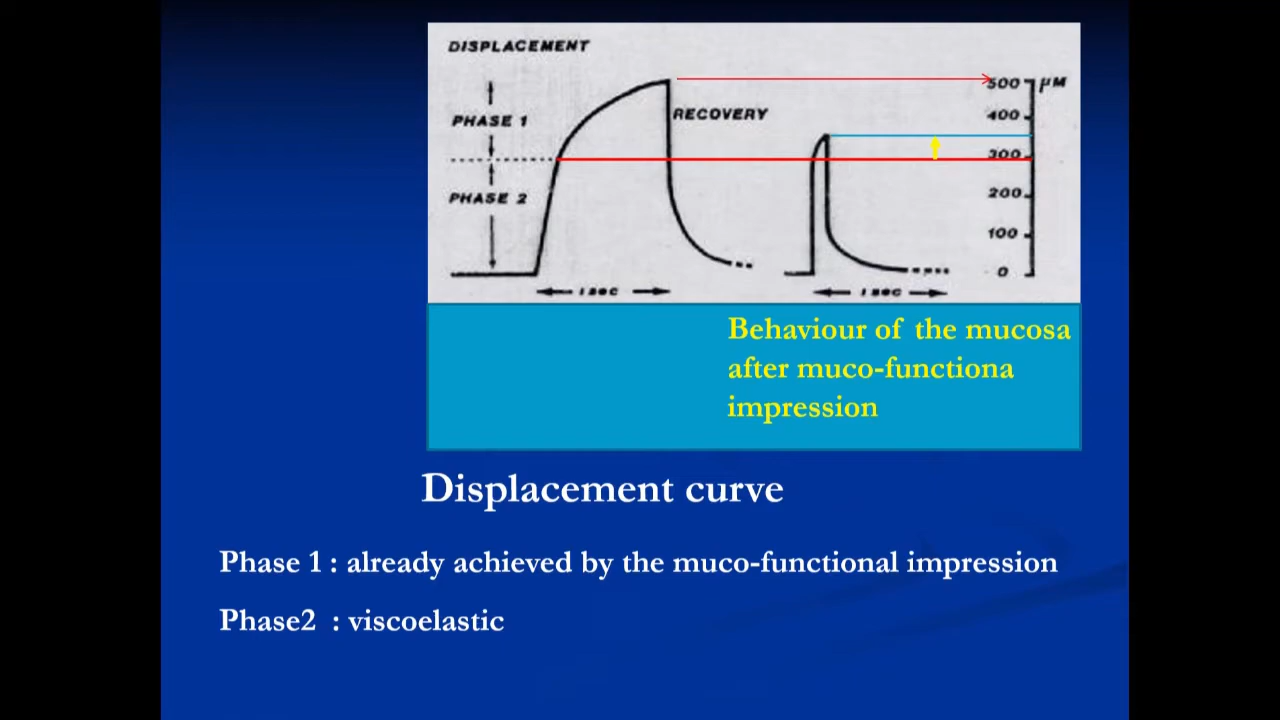 DISPLACEMENT
PHASE 1
PHASE 2
RECOVERY
500 µM
400
300
200
100
0
1 sec
1 sec
Behaviour of the mucosa
after muco-functiona
impression
Displacement curve
Phase 1 : already achieved by the muco-functional impression
Phase2 : viscoelastic